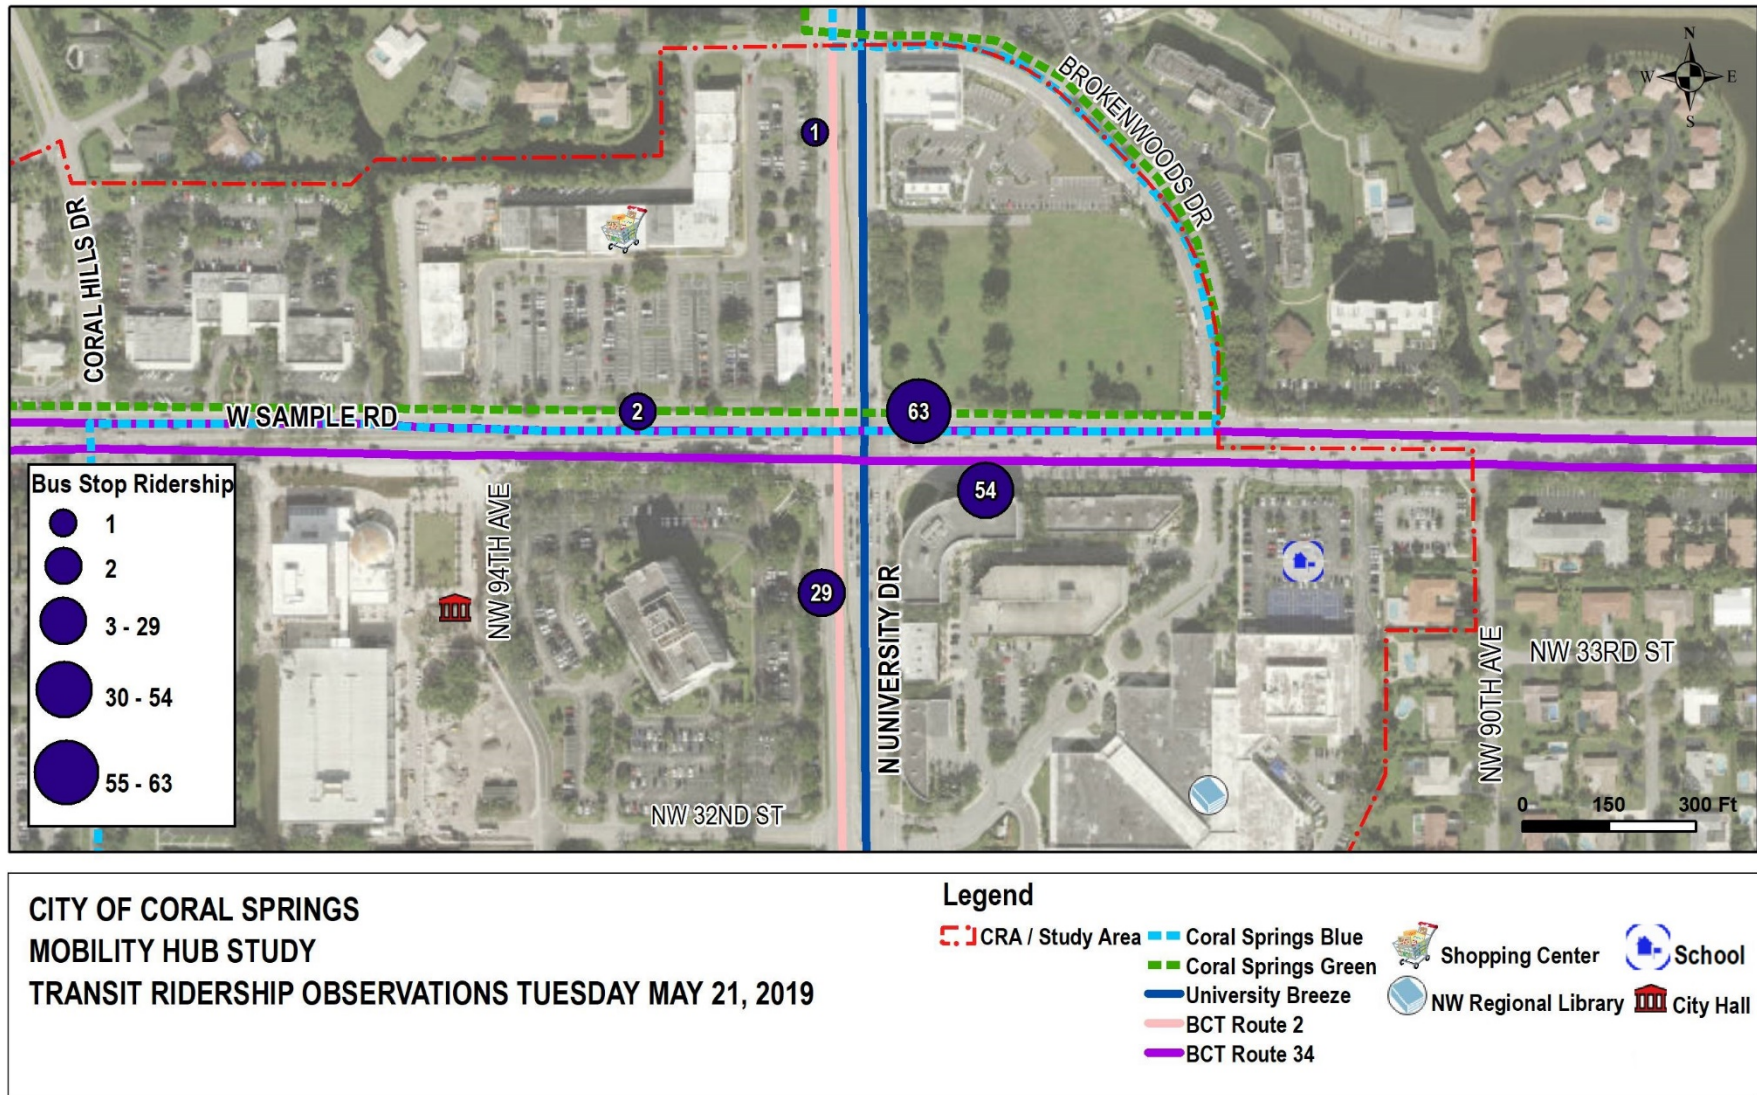 N
W E
S
BROKENWOODS DR
1
CORAL HILLS DR
W SAMPLE RD
2
63
54
29
NW 94TH AVE
N UNIVERSITY DR
NW 33RD ST
NW 90TH AVE
NW 32ND ST
0 150 300 Ft
Bus Stop Ridership
1
2
3 - 29
30 - 54
55 - 63
CITY OF CORAL SPRINGS
MOBILITY HUB STUDY
TRANSIT RIDERSHIP OBSERVATIONS TUESDAY MAY 21, 2019
Legend
CRA / Study Area
Coral Springs Blue
Coral Springs Green
University Breeze
BCT Route 2
BCT Route 34
Shopping Center
NW Regional Library
School
City Hall